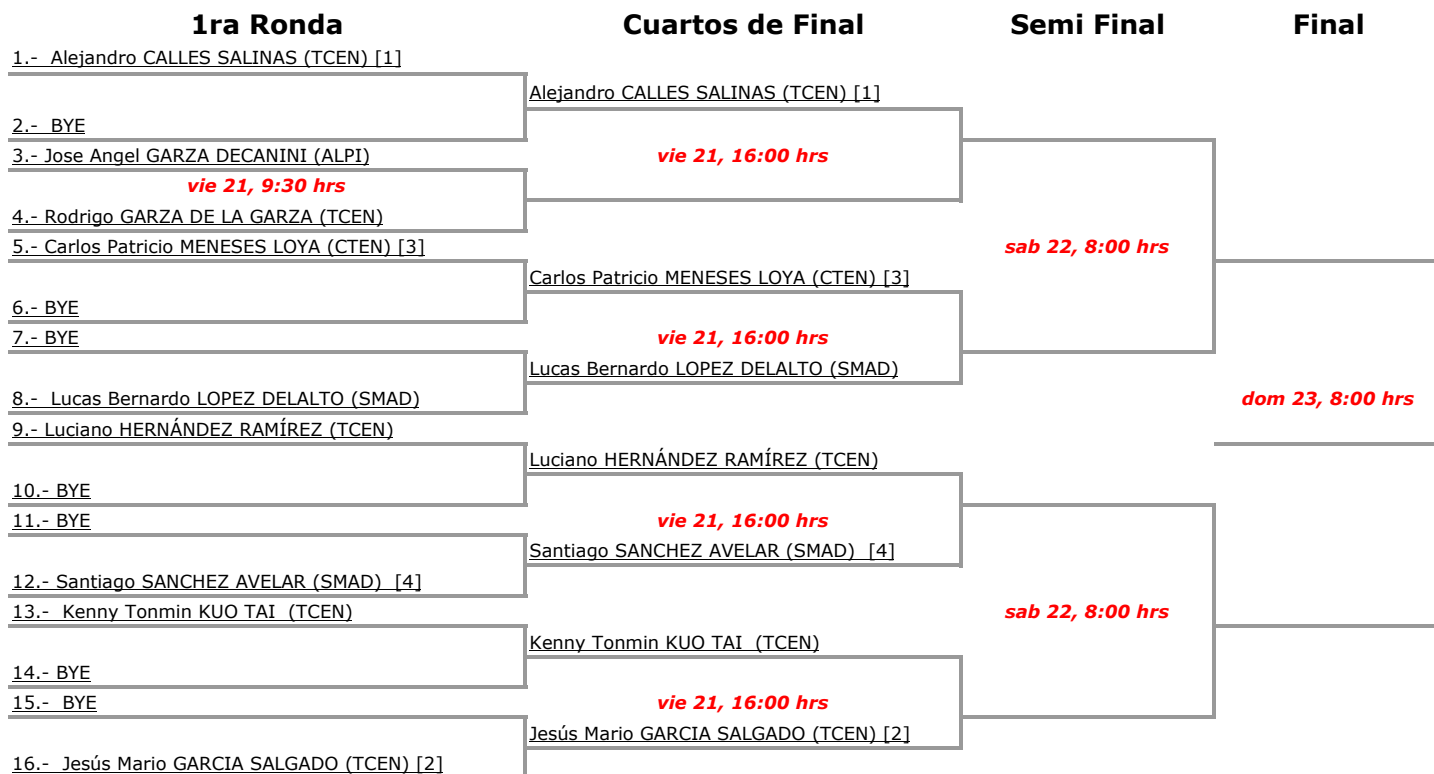 1ra Ronda Cuartos de Final Semi Final Final
1.- Alejandro CALLES SALINAS (TCEN) [1]
Alejandro CALLES SALINAS (TCEN) [1]
2.- BYE
3.- Jose Angel GARZA DECANINI (ALPI)
vie 21, 16:00 hrs
vie 21, 9:30 hrs
4.- Rodrigo GARZA DE LA GARZA (TCEN)
5.- Carlos Patricio MENESES LOYA (CTEN) [3]
sab 22, 8:00 hrs
Carlos Patricio MENESES LOYA (CTEN) [3]
6.- BYE
7.- BYE
vie 21, 16:00 hrs
Lucas Bernardo LOPEZ DELALTO (SMAD)
8.- Lucas Bernardo LOPEZ DELALTO (SMAD)
dom 23, 8:00 hrs
9.- Luciano HERNÁNDEZ RAMÍREZ (TCEN)
Luciano HERNÁNDEZ RAMÍREZ (TCEN)
10.- BYE
11.- BYE
vie 21, 16:00 hrs
Santiago SANCHEZ AVELAR (SMAD) [4]
12.- Santiago SANCHEZ AVELAR (SMAD) [4]
13.- Kenny Tonmin KUO TAI (TCEN)
sab 22, 8:00 hrs
Kenny Tonmin KUO TAI (TCEN)
14.- BYE
15.- BYE
vie 21, 16:00 hrs
Jesús Mario GARCIA SALGADO (TCEN) [2]
16.- Jesús Mario GARCIA SALGADO (TCEN) [2]